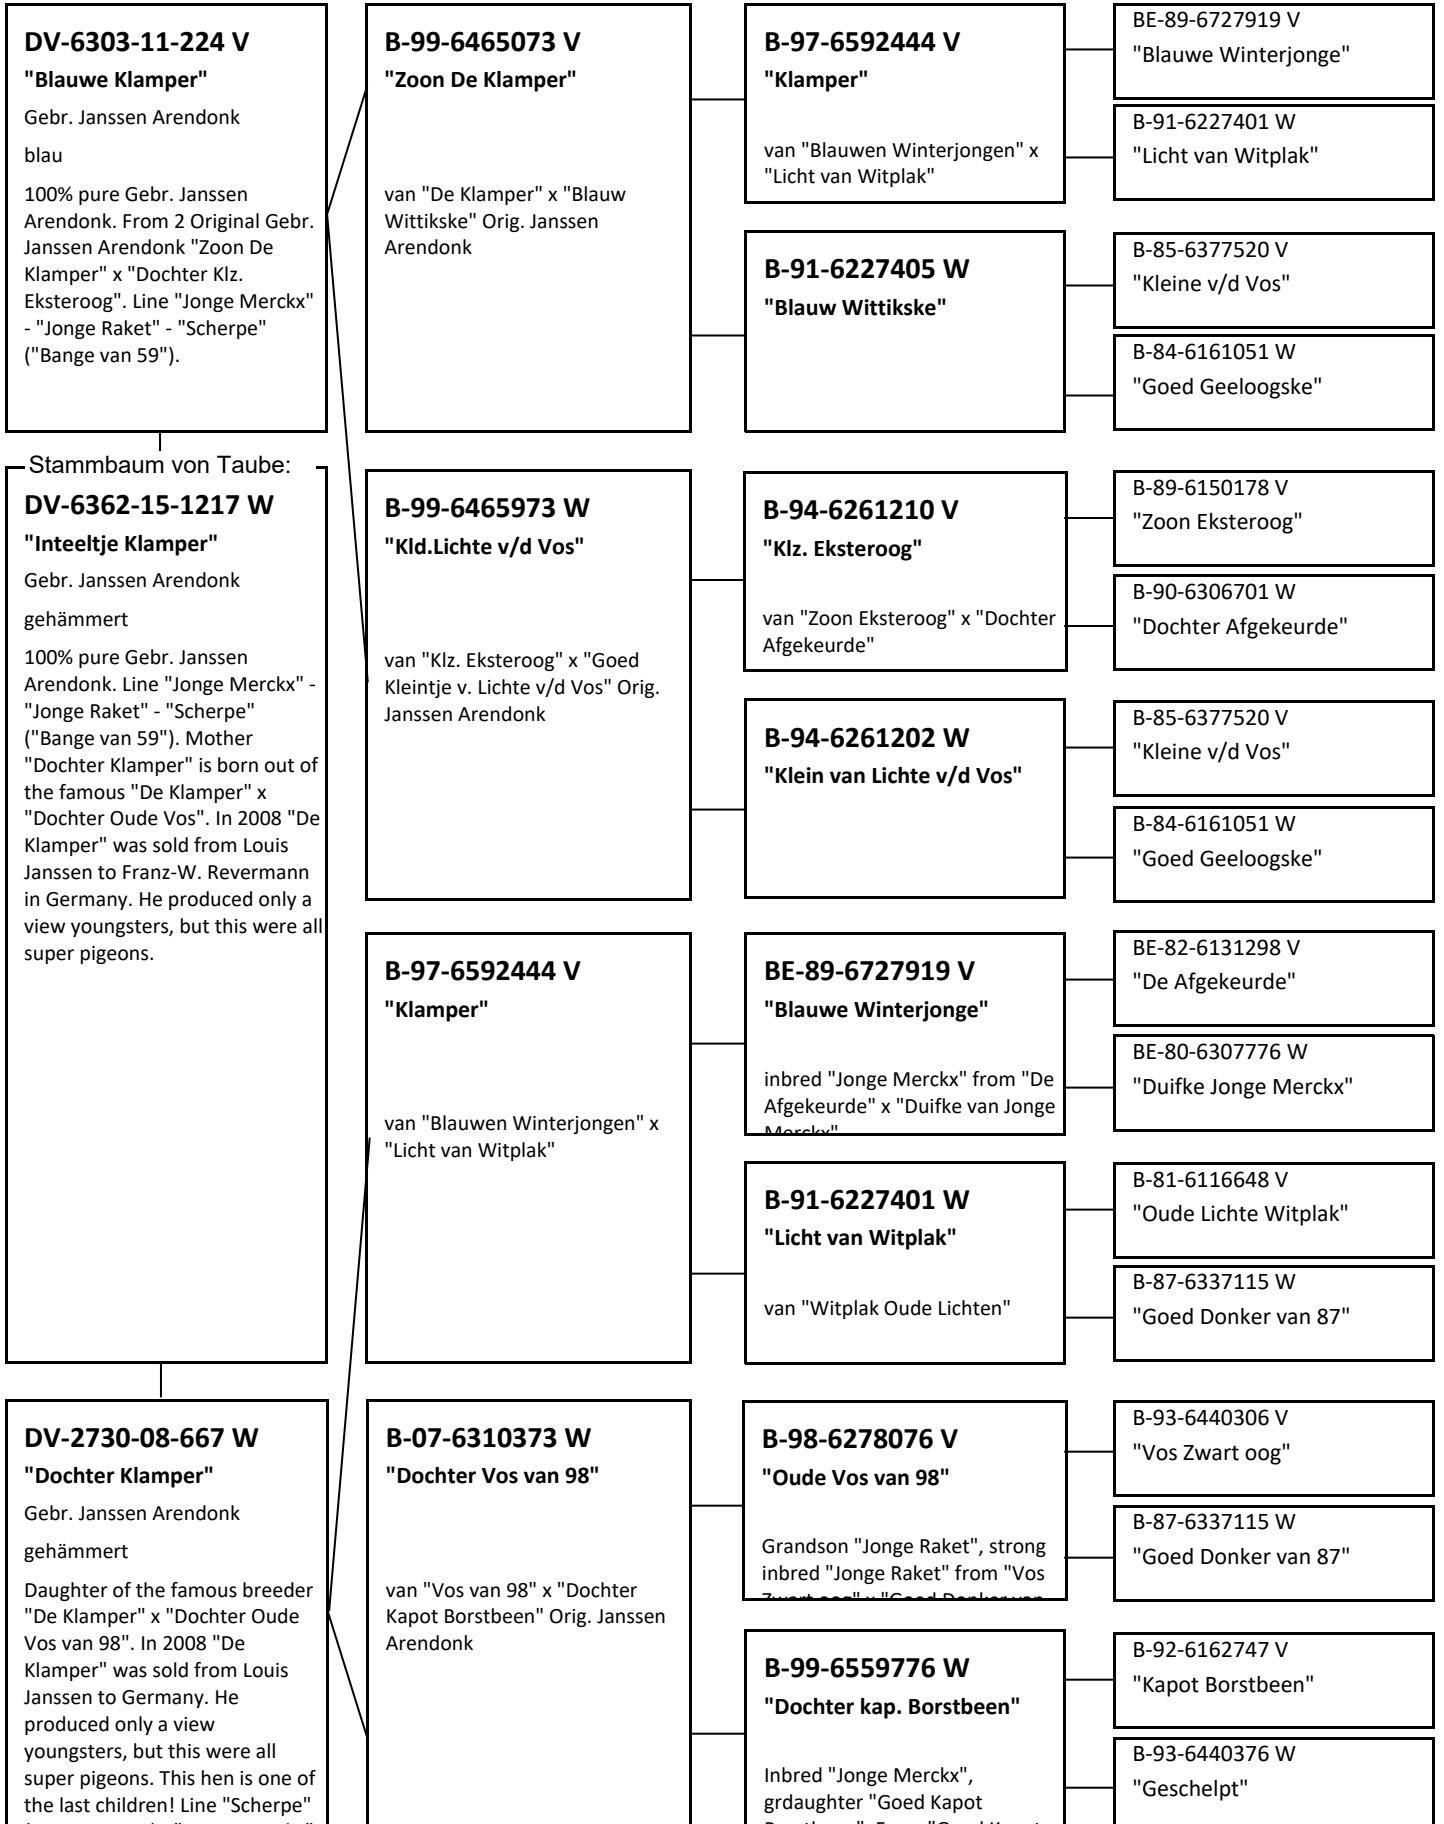 DV-6303-11-224 V
"Blauwe Klamper"
Gebr. Janssen Arendonk
blau
100% pure Gebr. Janssen
Arendonk. From 2 Original Gebr.
Janssen Arendonk "Zoon De
Klamper" x "Dochter Klz.
Eksteroog". Line "Jonge Merckx"
- "Jonge Raket" - "Scherpe"
("Bange van 59").
Stammbaum von Taube:
DV-6362-15-1217 W
"Inteeltje Klamper"
Gebr. Janssen Arendonk
gehämmert
100% pure Gebr. Janssen
Arendonk. Line "Jonge Merckx" -
"Jonge Raket" - "Scherpe"
("Bange van 59"). Mother
"Dochter Klamper" is born out of
the famous "De Klamper" x
"Dochter Oude Vos". In 2008 "De
Klamper" was sold from Louis
Janssen to Franz-W. Revermann
in Germany. He produced only a
view youngsters, but this were all
super pigeons.
DV-2730-08-667 W
"Dochter Klamper"
Gebr. Janssen Arendonk
gehämmert
Daughter of the famous breeder
"De Klamper" x "Dochter Oude
Vos van 98". In 2008 "De
Klamper" was sold from Louis
Janssen to Germany. He
produced only a view
youngsters, but this were all
super pigeons. This hen is one of
the last children! Line "Scherpe"
B-99-6465073 V
"Zoon De Klamper"
van "De Klamper" x "Blauw
Wittikske" Orig. Janssen
Arendonk
B-99-6465973 W
"Kld.Lichte v/d Vos"
van "Klz. Eksteroog" x "Goed
Kleintje v. Lichte v/d Vos" Orig.
Janssen Arendonk
B-97-6592444 V
"Klamper"
van "Blauwen Winterjongen" x
"Licht van Witplak"
B-07-6310373 W
"Dochter Vos van 98"
van "Vos van 98" x "Dochter
Kapot Borstbeen" Orig. Janssen
Arendonk
B-97-6592444 V
"Klamper"
van "Blauwen Winterjongen" x
"Licht van Witplak"
B-91-6227405 W
"Blauw Wittikske"
B-94-6261210 V
"Klz. Eksteroog"
van "Zoon Eksteroog" x "Dochter
Afgekeurde"
B-94-6261202 W
"Klein van Lichte v/d Vos"
BE-89-6727919 V
"Blauwe Winterjonge"
inbred "Jonge Merckx" from "De
Afgekeurde" x "Duifke van Jonge
Merckx"
B-91-6227401 W
"Licht van Witplak"
van "Witplak Oude Lichten"
B-98-6278076 V
"Oude Vos van 98"
Grandson "Jonge Raket", strong
inbred "Jonge Raket" from "Vos
Zwart oog" x "Goed Donker van
B-99-6559776 W
"Dochter kap. Borstbeen"
Inbred "Jonge Merckx",
grdaughter "Goed Kapot
BE-89-6727919 V
"Blauwe Winterjonge"
B-91-6227401 W
"Licht van Witplak"
B-85-6377520 V
"Kleine v/d Vos"
B-84-6161051 W
"Goed Geeloogske"
B-89-6150178 V
"Zoon Eksteroog"
B-90-6306701 W
"Dochter Afgekeurde"
B-85-6377520 V
"Kleine v/d Vos"
B-84-6161051 W
"Goed Geeloogske"
BE-82-6131298 V
"De Afgekeurde"
BE-80-6307776 W
"Duifke Jonge Merckx"
B-81-6116648 V
"Oude Lichte Witplak"
B-87-6337115 W
"Goed Donker van 87"
B-93-6440306 V
"Vos Zwart oog"
B-87-6337115 W
"Goed Donker van 87"
B-92-6162747 V
"Kapot Borstbeen"
B-93-6440376 W
"Geschelpt"